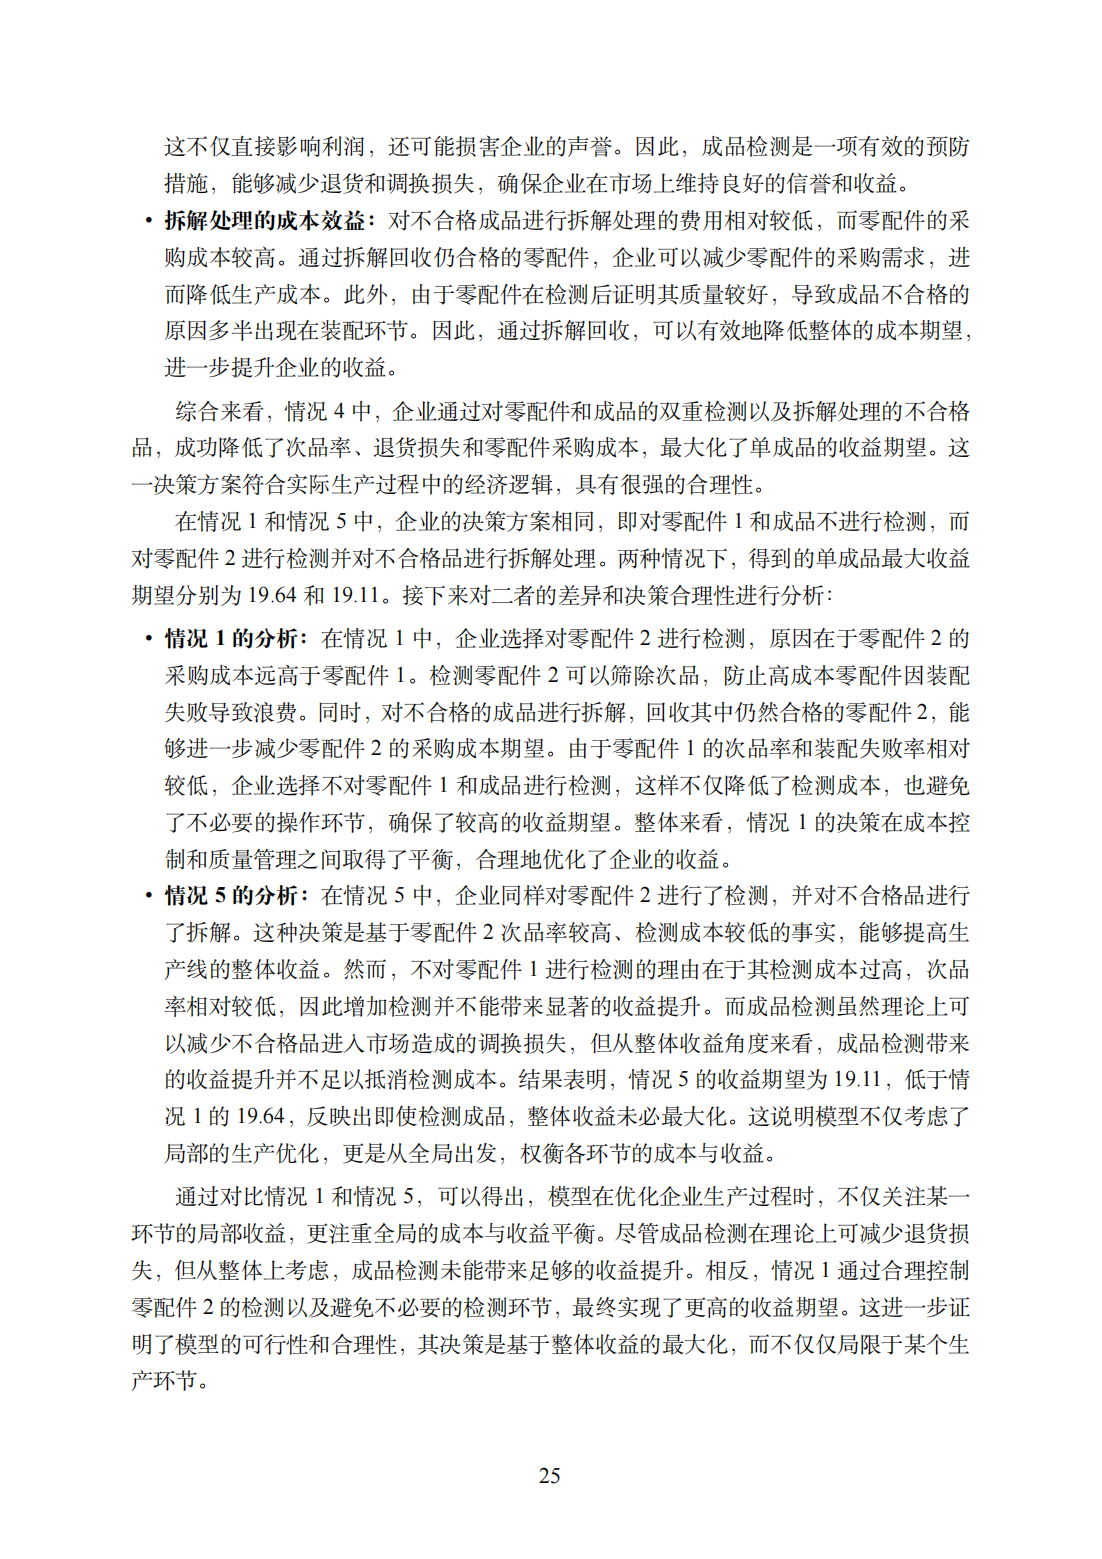 这不仅直接影响利润，还可能损害企业的声誉。因此，成品检测是一项有效的预防
措施，能够减少退货和调换损失，确保企业在市场上维持良好的信誉和收益。
• 拆解处理的成本效益：对不合格成品进行拆解处理的费用相对较低，而零配件的采
购成本较高。通过拆解回收仍合格的零配件，企业可以减少零配件的采购需求，进
而降低生产成本。此外，由于零配件在检测后证明其质量较好，导致成品不合格的
原因多半出现在装配环节。因此，通过拆解回收，可以有效地降低整体的成本期望，
进一步提升企业的收益。
综合来看，情况 4 中，企业通过对零配件和成品的双重检测以及拆解处理的不合格
品，成功降低了次品率、退货损失和零配件采购成本，最大化了单成品的收益期望。这
一决策方案符合实际生产过程中的经济逻辑，具有很强的合理性。
在情况 1 和情况 5 中，企业的决策方案相同，即对零配件 1 和成品不进行检测，而
对零配件 2 进行检测并对不合格品进行拆解处理。两种情况下，得到的单成品最大收益
期望分别为 19.64 和 19.11。接下来对二者的差异和决策合理性进行分析：
• 情况 1 的分析：在情况 1 中，企业选择对零配件 2 进行检测，原因在于零配件 2 的
采购成本远高于零配件 1。检测零配件 2 可以筛除次品，防止高成本零配件因装配
失败导致浪费。同时，对不合格的成品进行拆解，回收其中仍然合格的零配件 2，能
够进一步减少零配件 2 的采购成本期望。由于零配件 1 的次品率和装配失败率相对
较低，企业选择不对零配件 1 和成品进行检测，这样不仅降低了检测成本，也避免
了不必要的操作环节，确保了较高的收益期望。整体来看，情况 1 的决策在成本控
制和质量管理之间取得了平衡，合理地优化了企业的收益。
• 情况 5 的分析：在情况 5 中，企业同样对零配件 2 进行了检测，并对不合格品进行
了拆解。这种决策是基于零配件 2 次品率较高、检测成本较低的事实，能够提高生
产线的整体收益。然而，不对零配件 1 进行检测的理由在于其检测成本过高，次品
率相对较低，因此增加检测并不能带来显著的收益提升。而成品检测虽然理论上可
以减少不合格品进入市场造成的调换损失，但从整体收益角度来看，成品检测带来
的收益提升并不足以抵消检测成本。结果表明，情况 5 的收益期望为 19.11，低于情
况 1 的 19.64，反映出即使检测成品，整体收益未必最大化。这说明模型不仅考虑了
局部的生产优化，更是从全局出发，权衡各环节的成本与收益。
通过对比情况 1 和情况 5，可以得出，模型在优化企业生产过程时，不仅关注某一
环节的局部收益，更注重全局的成本与收益平衡。尽管成品检测在理论上可减少退货损
失，但从整体上考虑，成品检测未能带来足够的收益提升。相反，情况 1 通过合理控制
零配件 2 的检测以及避免不必要的检测环节，最终实现了更高的收益期望。这进一步证
明了模型的可行性和合理性，其决策是基于整体收益的最大化，而不仅仅局限于某个生
产环节。
25